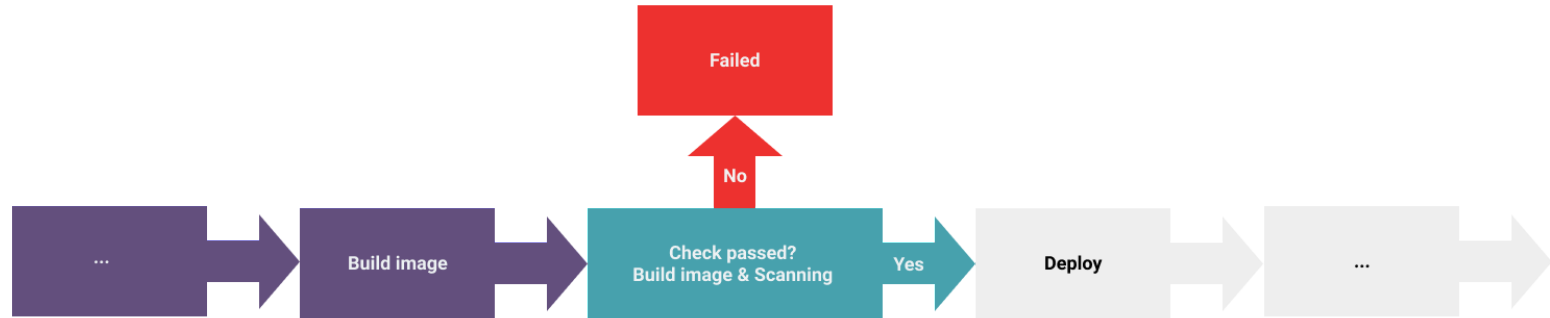 Failed
No
...
Build image
Check passed?
Build image & Scanning
Yes
Deploy
...